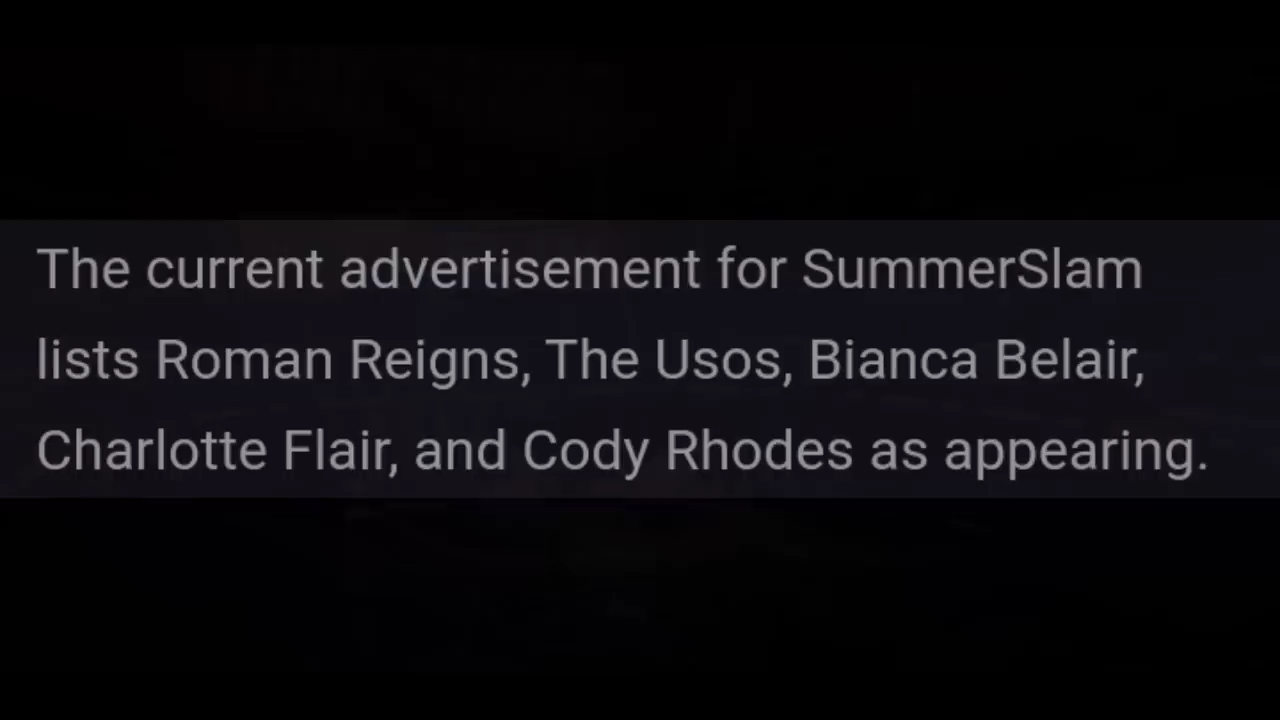 The current advertisement for SummerSlam
lists Roman Reigns, The Usos, Bianca Belair,
Charlotte Flair, and Cody Rhodes as appearing.